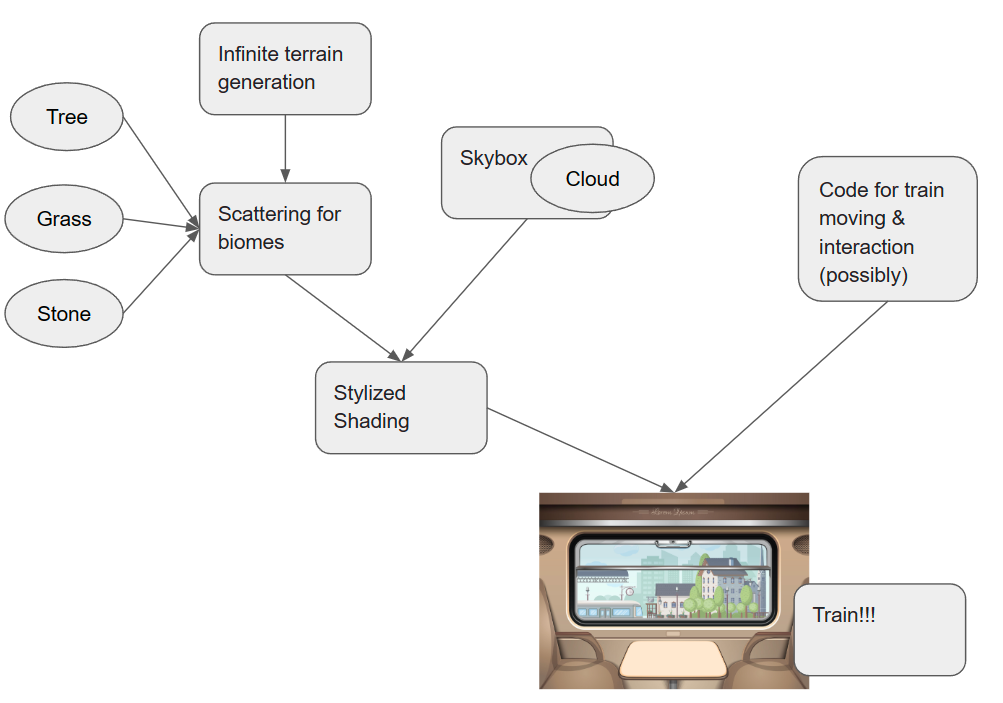 Infinite terrain
generation
Tree
Skybox
Cloud
Code for train
moving &
interaction
(possibly)
Grass
Scattering for
biomes
Stone
Stylized
Shading
Train!!!